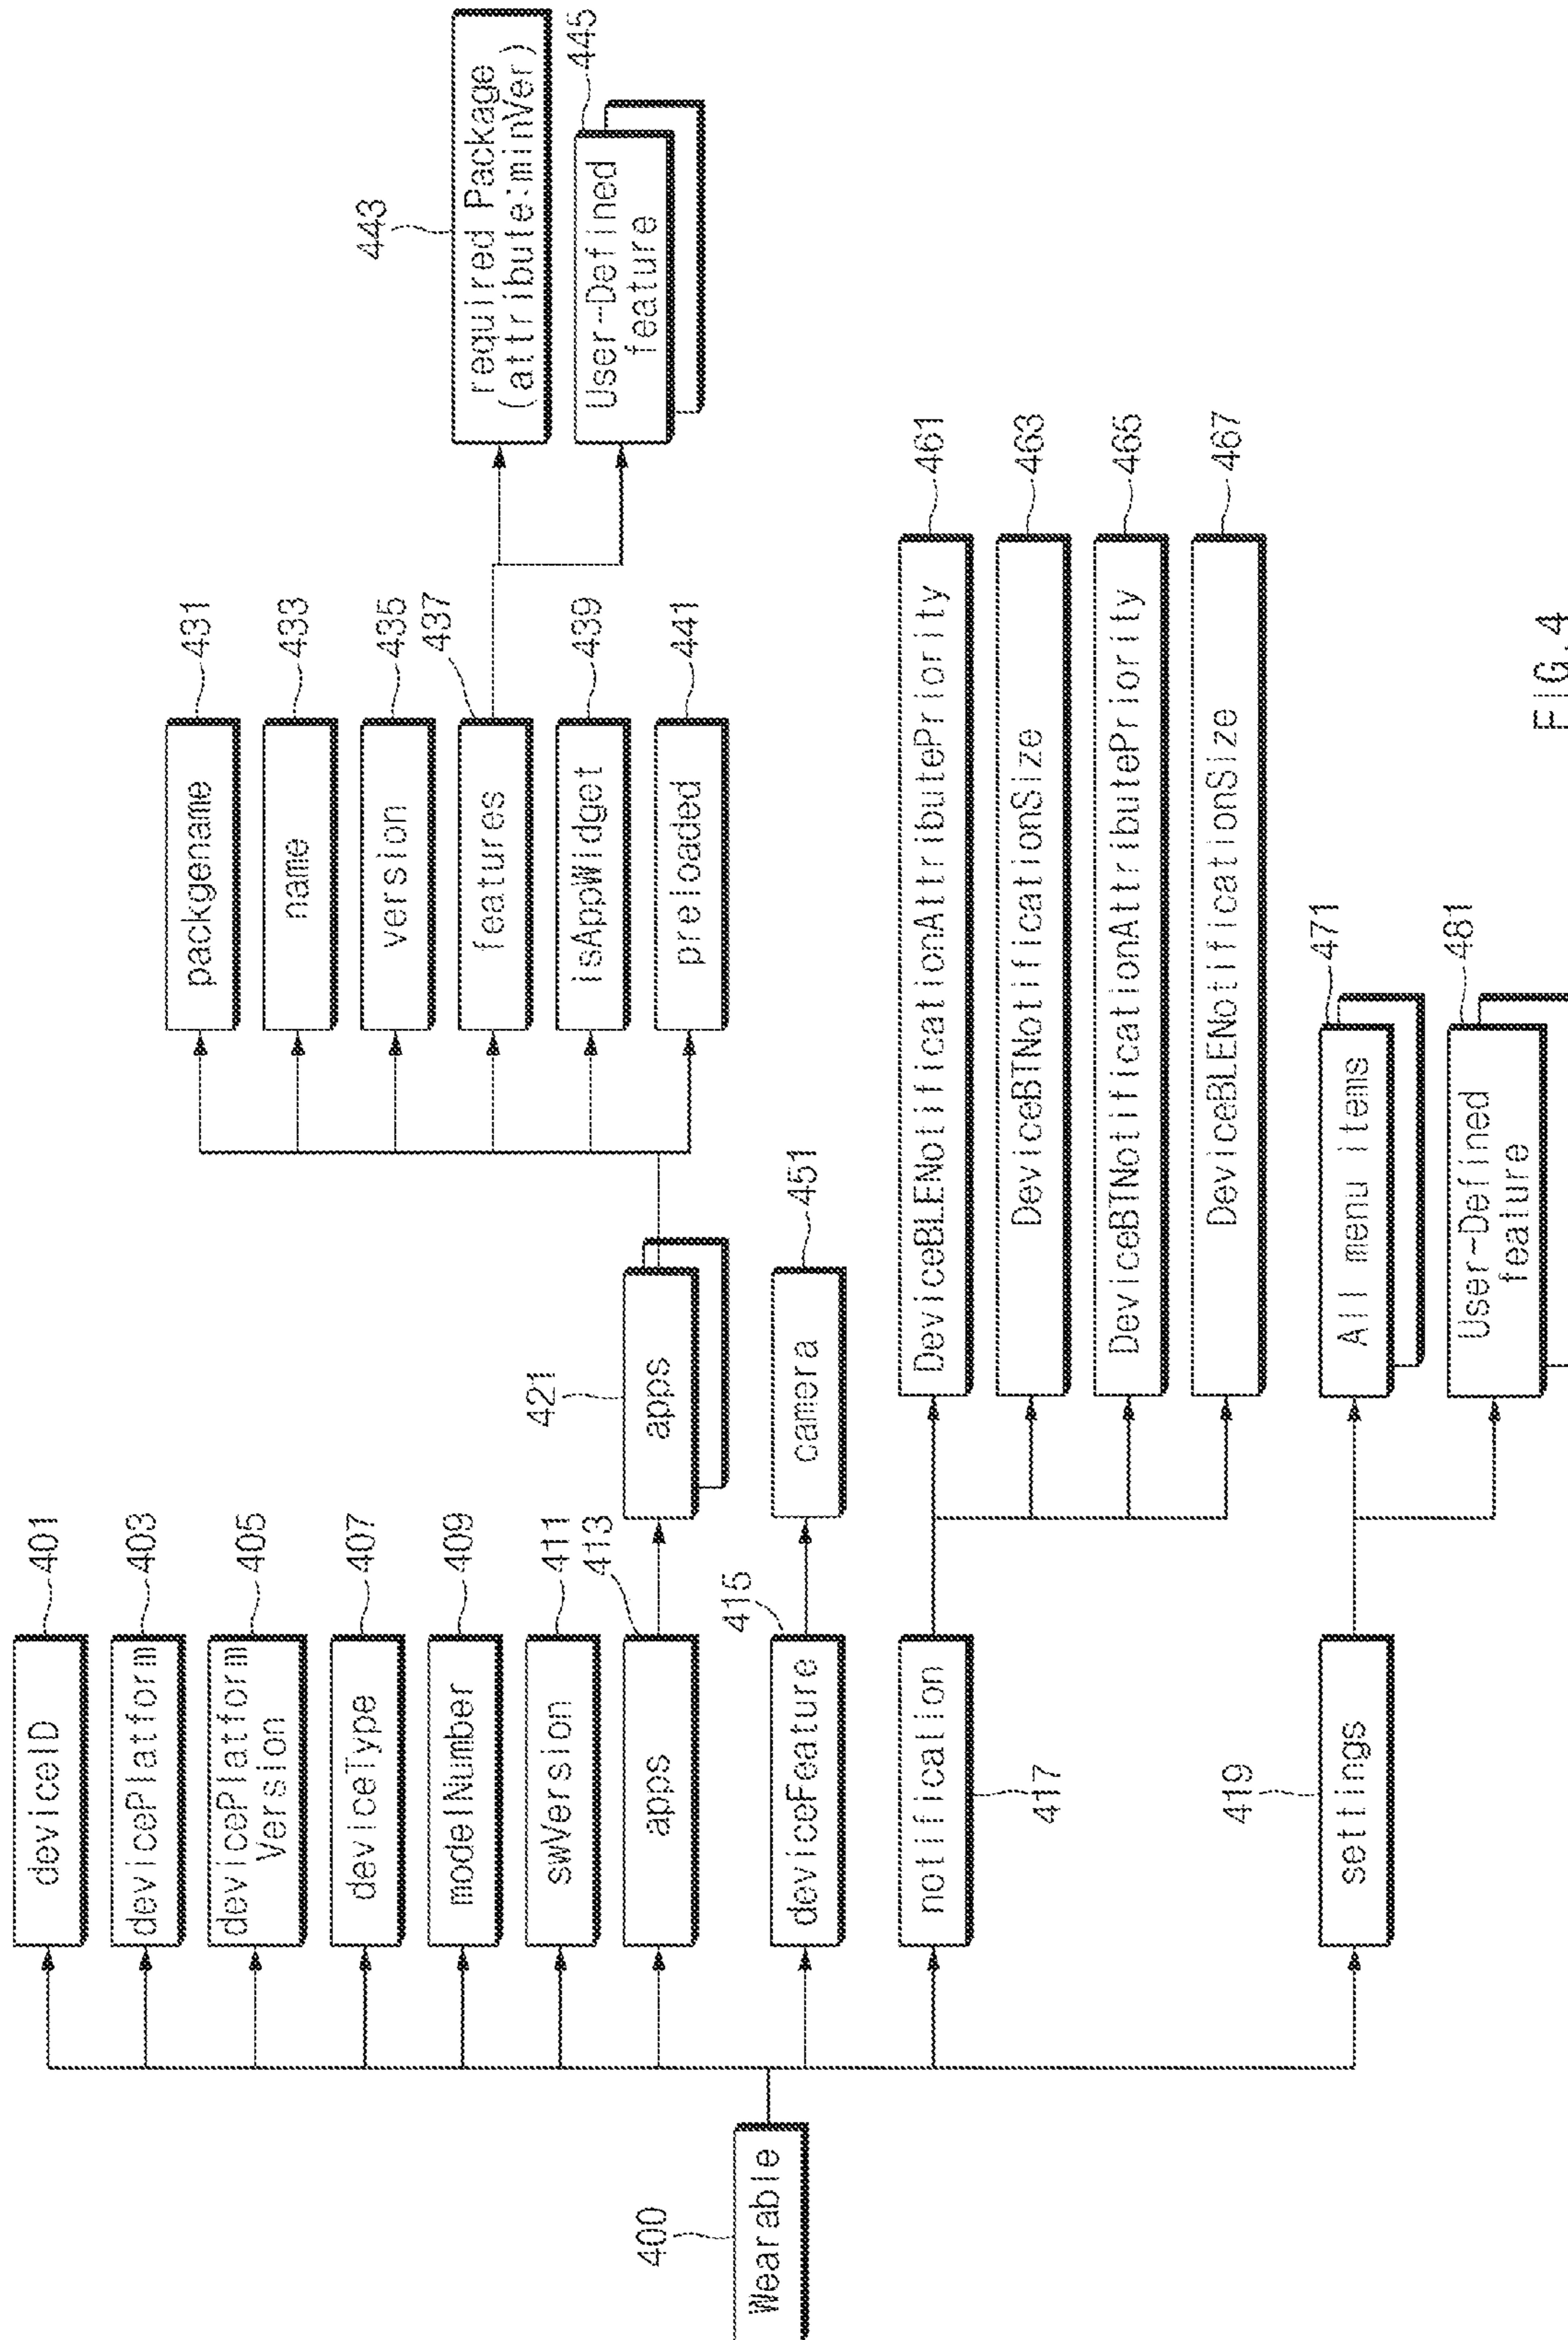 400
Wearable
401
deviceID
403
devicePlatform
405
devicePlatform
Version
407
deviceType
409
modelNumber
411
swVersion
413
apps
415
deviceFeature
417
notification
419
settings
421
apps
451
camera
431
packgename
433
name
435
version
437
features
439
isAppWidget
441
preloaded
443
required Package
(attribute:minVer)
445
User-Defined
feature
461
DeviceBLENotificationAttributePriority
463
DeviceBTNotificationSize
465
DeviceBTNotificationAttributePriority
467
DeviceBLENotificationSize
471
All menu items
481
User-Defined
feature
FIG.4